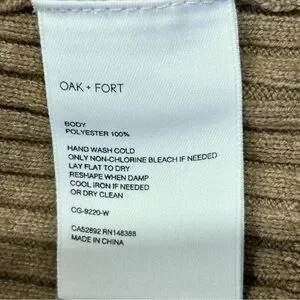 OAK + FORT
BODY
POLYESTER 100%
HAND WASH COLD
ONLY NON-CHLORINE BLEACH IF NEEDED
LAY FLAT TO DRY
RESHAPE WHEN DAMP
COOL IRON IF NEEDED
OR DRY CLEAN
CG-9220-W
CA52892 RN148388
MADE IN CHINA